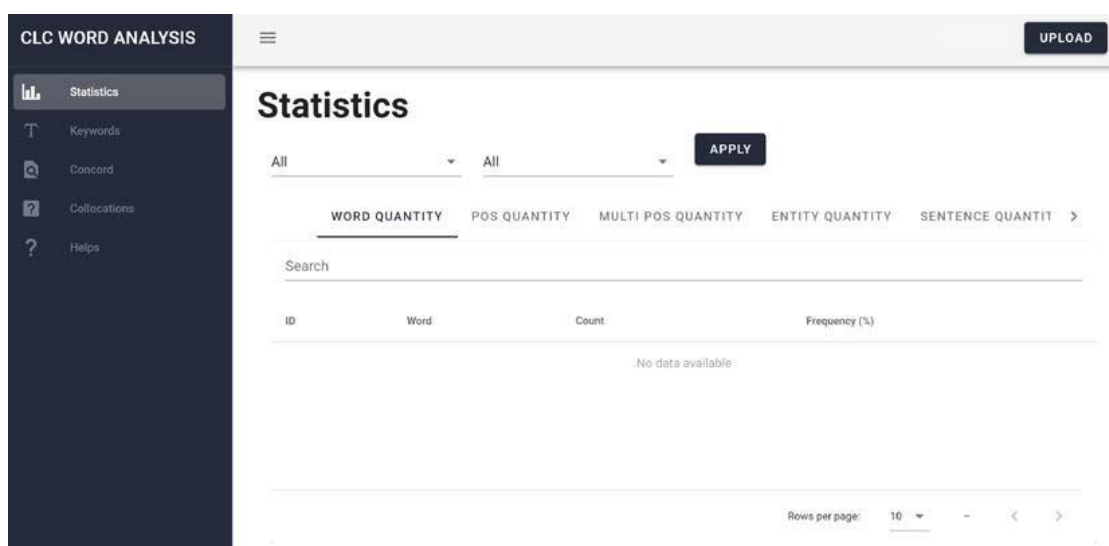 CLC WORD ANALYSIS
UPLOAD
Statistics
Keywords
Concord
Collocations
Helps
Statistics
All All APPLY
WORD QUANTITY POS QUANTITY MULTI POS QUANTITY ENTITY QUANTITY SENTENCE QUANTIT
Search
ID Word Count Frequency (%)
No data available
Rows per page: 10 –